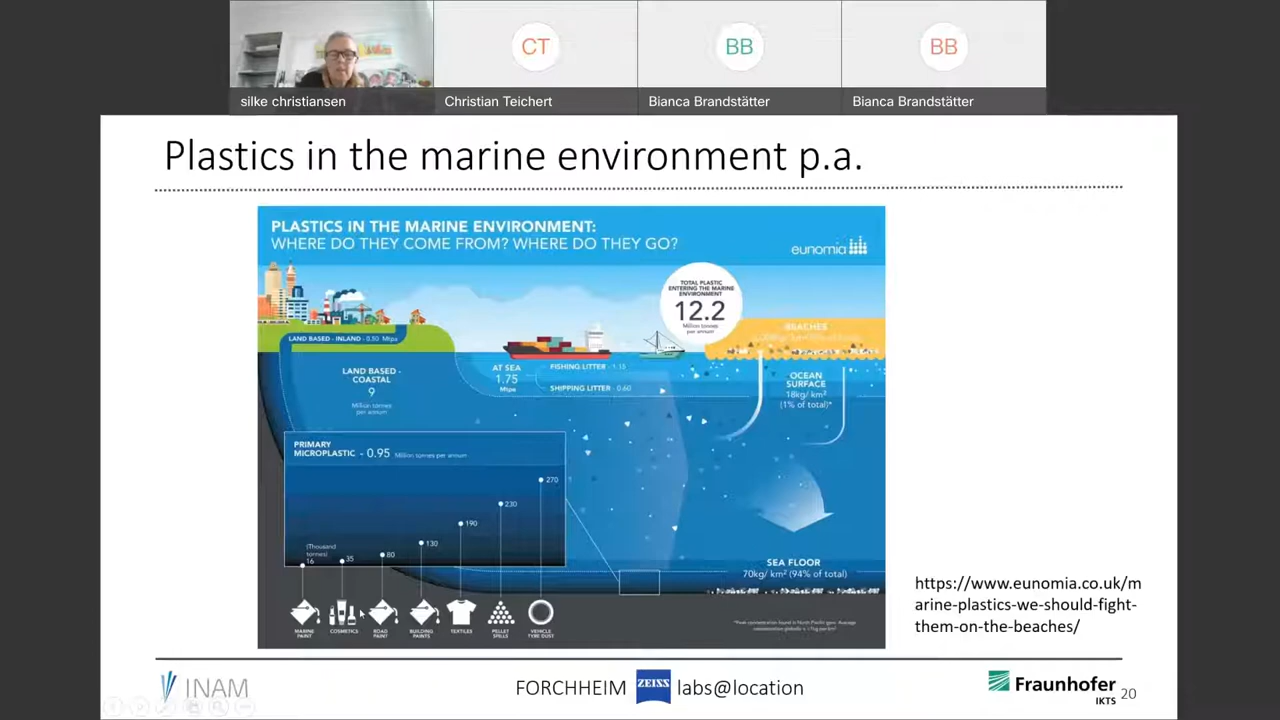 CT
BB
BB
silke christiansen
Christian Teichert
Bianca Brandstätter
Bianca Brandstätter
Plastics in the marine environment p.a.
PLASTICS IN THE MARINE ENVIRONMENT:
WHERE DO THEY COME FROM? WHERE DO THEY GO?
eunomia
TOTAL PLASTIC
ENTERING THE MARINE
ENVIRONMENT
12.2
Million tonnes
per annum
BEACHES
LAND BASED - INLAND - 0.50 Mtpa
LAND BASED -
COASTAL
9
Million tonnes
per annum
AT SEA
1.75
Mtpa
FISHING LITTER - 1.15
SHIPPING LITTER - 0.60
OCEAN
SURFACE
18kg/ km²
(1% of total)*
PRIMARY
MICROPLASTIC - 0.95 Million tonnes per annum
270
230
190
130
80
35
(Thousand
tonnes)
16
SEA FLOOR
70kg/ km² (94% of total)
MARINE
PAINT
COSMETICS
ROAD
PAINT
BUILDING
PAINTS
TEXTILES
PELLET
SPILLS
VEHICLE
TYRE DUST
https://www.eunomia.co.uk/m
arine-plastics-we-should-fight-
them-on-the-beaches/
INAM
FORCHHEIM ZEISS labs@location
Fraunhofer
IKTS
20